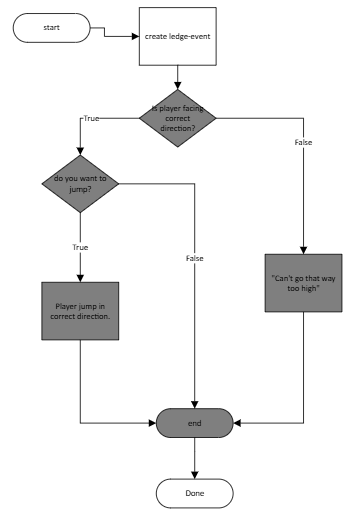 start
create ledge-event
Is player facing
correct
direction?
True
False
do you want to
jump?
True
False
"Can't go that way
too high"
Player jump in
correct direction.
end
Done